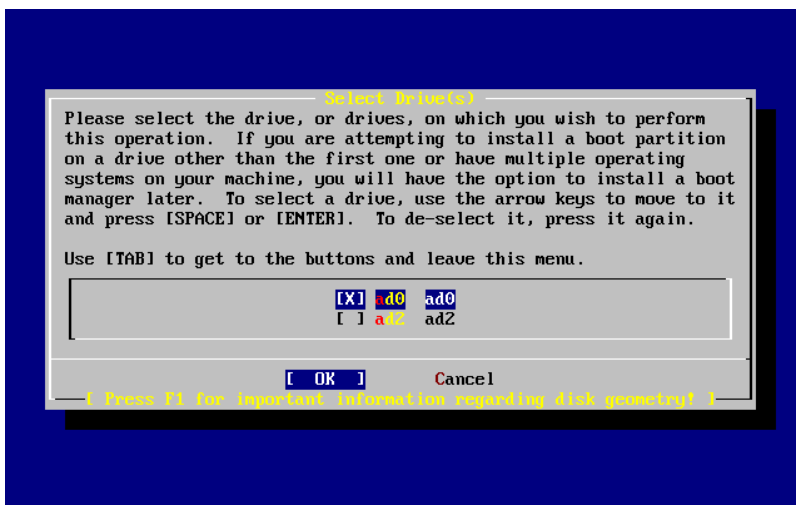 Select Drive(s)
Please select the drive, or drives, on which you wish to perform
this operation.  If you are attempting to install a boot partition
on a drive other than the first one or have multiple operating
systems on your machine, you will have the option to install a boot
manager later.  To select a drive, use the arrow keys to move to it
and press [SPACE] or [ENTER].  To de-select it, press it again.
Use [TAB] to get to the buttons and leave this menu.
[X] ad0  ad0
[ ] ad2  ad2
[  OK  ]  Cancel
[ Press F1 for important information regarding disk geometry! ]